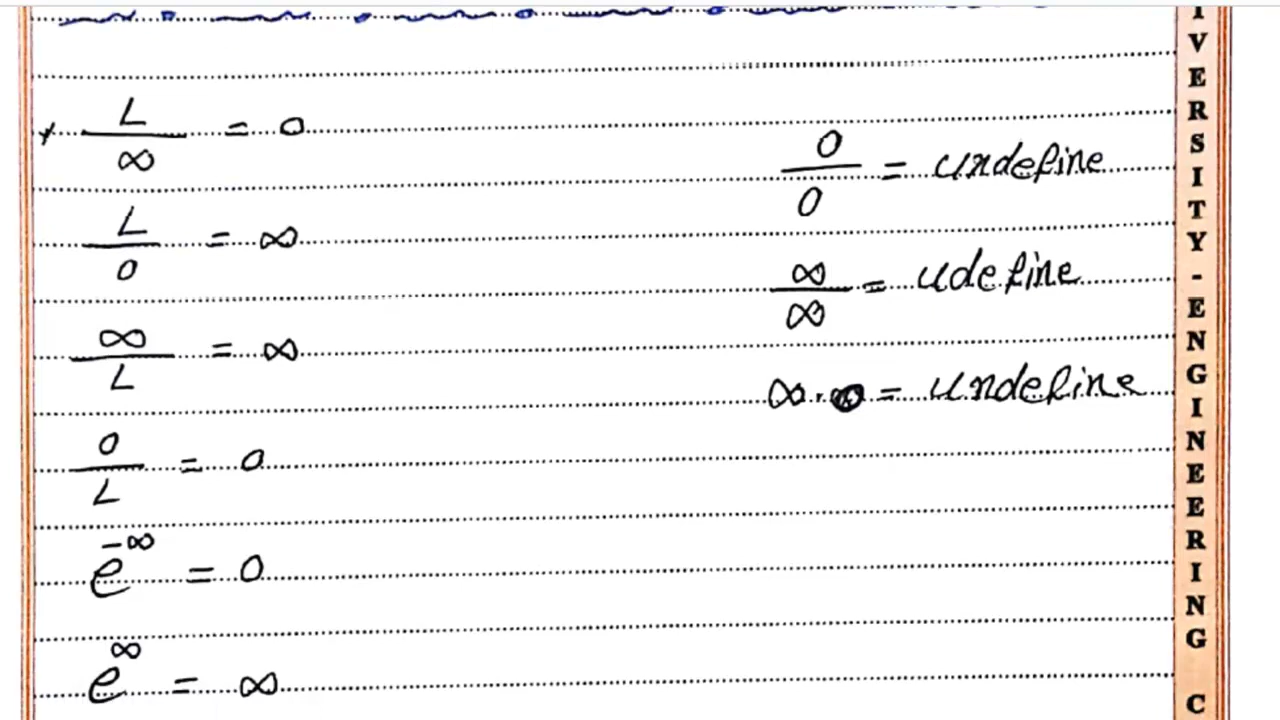 L/∞ = 0
L/0 = ∞
∞/L = ∞
0/L = 0
e^-∞ = 0
e^∞ = ∞
0/0 = undefine
∞/∞ = udefine
∞ · = undefine
IVERSITY-ENGINEERING C